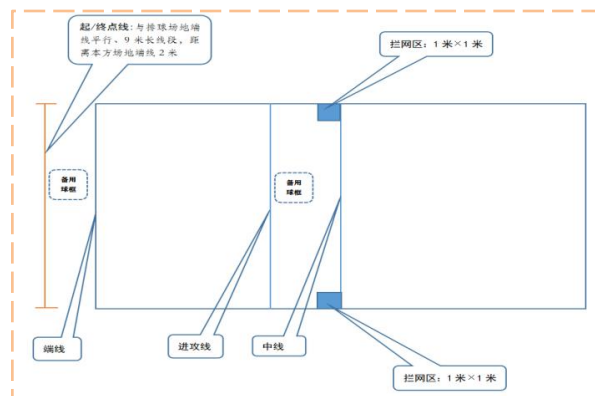 起/终点线:与排球场地端
线平行、9 米长线段，距
离本方场地端线 2 米
拦网区：1 米×1 米
备用
球框
备用
球框
端线
进攻线
中线
拦网区：1 米×1 米